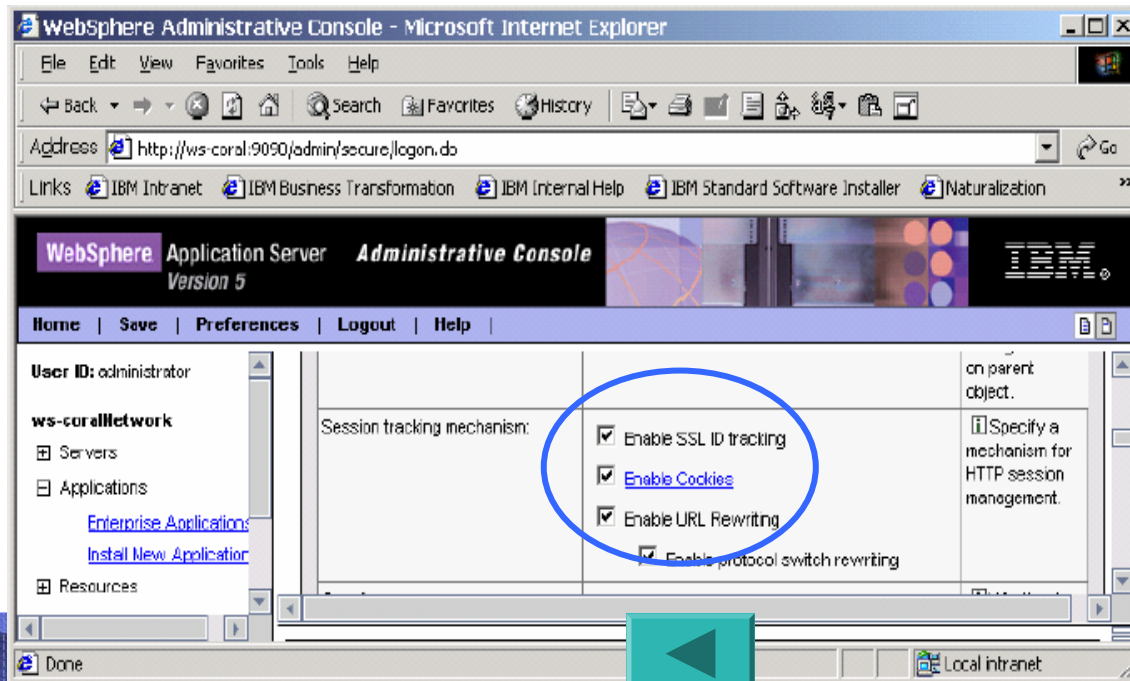 WebSphere Administrative Console - Microsoft Internet Explorer
File Edit View Favorites Tools Help
Back Search Favorites History
Address http://ws-coral:9090/admin/secure/logon.do Go
Links IBM Intranet IBM Business Transformation IBM Internal Help IBM Standard Software Installer Naturalization »
WebSphere Application Server Administrative Console
Version 5
IBM
Home | Save | Preferences | Logout | Help |
User ID: administrator
ws-coralNetwork
Servers
Applications
Enterprise Applications
Install New Application
Resources
on parent
object.
Session tracking mechanism:
Enable SSL ID tracking
Enable Cookies
Enable URL Rewriting
Enable protocol switch rewriting
Specify a
mechanism for
HTTP session
management.
Done
Local intranet